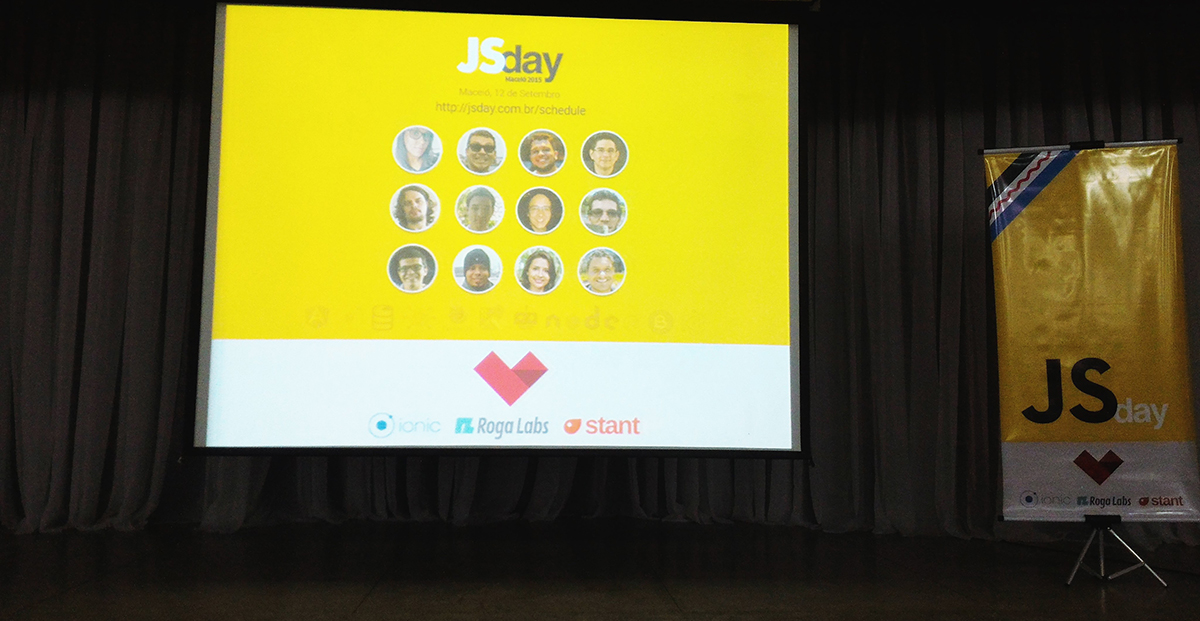 JSday
Maceió 2015
Maceió, 12 de Setembro
http://jsday.com.br/schedule
node
ionic
Roga Labs
stant
JSday
ionic
Roga Labs
stant